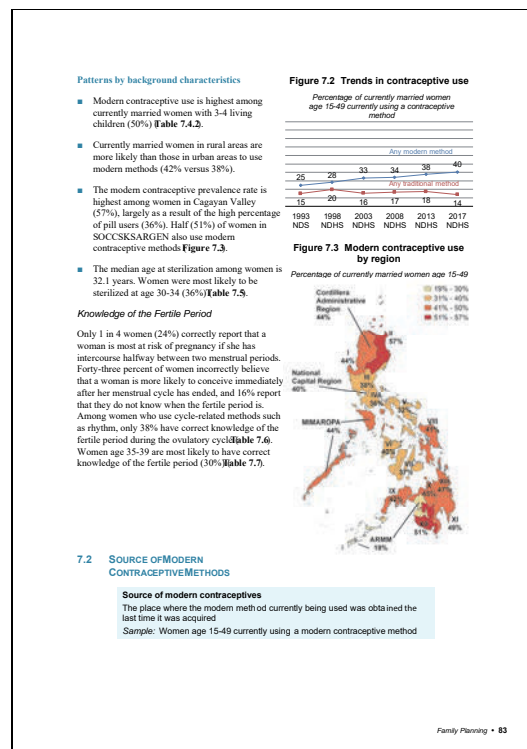 Patterns by background characteristics
■ Modern contraceptive use is highest among
currently married women with 3-4 living
children (50%) (Table 7.4.2).
■ Currently married women in rural areas are
more likely than those in urban areas to use
modern methods (42% versus 38%).
■ The modern contraceptive prevalence rate is
highest among women in Cagayan Valley
(57%), largely as a result of the high percentage
of pill users (36%). Half (51%) of women in
SOCCSKSARGEN also use modern
contraceptive methods (Figure 7.3).
■ The median age at sterilization among women is
32.1 years. Women were most likely to be
sterilized at age 30-34 (36%) (Table 7.5).
Knowledge of the Fertile Period
Only 1 in 4 women (24%) correctly report that a
woman is most at risk of pregnancy if she has
intercourse halfway between two menstrual periods.
Forty-three percent of women incorrectly believe
that a woman is more likely to conceive immediately
after her menstrual cycle has ended, and 16% report
that they do not know when the fertile period is.
Among women who use cycle-related methods such
as rhythm, only 38% have correct knowledge of the
fertile period during the ovulatory cycle (Table 7.6).
Women age 35-39 are most likely to have correct
knowledge of the fertile period (30%) (Table 7.7).
Figure 7.2 Trends in contraceptive use
Percentage of currently married women
age 15-49 currently using a contraceptive
method
Any modern method
25 28 33 34 38 40
Any traditional method
15 20 16 17 18 14
1993 1998 2003 2008 2013 2017
NDS NDHS NDHS NDHS NDHS NDHS
Figure 7.3 Modern contraceptive use
by region
Percentage of currently married women age 15-49
19% - 30%
31% - 40%
41% - 50%
51% - 57%
Cordillera
Administrative
Region
44%
II
57%
I
44%
III
National
Capital Region
40%
IVA
MIMAROPA
44%
VI
VII
37%
VIII
IX
X
XI
49%
51%
ARMM
19%
7.2 SOURCE OF MODERN
CONTRACEPTIVE METHODS
Source of modern contraceptives
The place where the modern method currently being used was obtained the
last time it was acquired
Sample: Women age 15-49 currently using a modern contraceptive method
Family Planning • 83